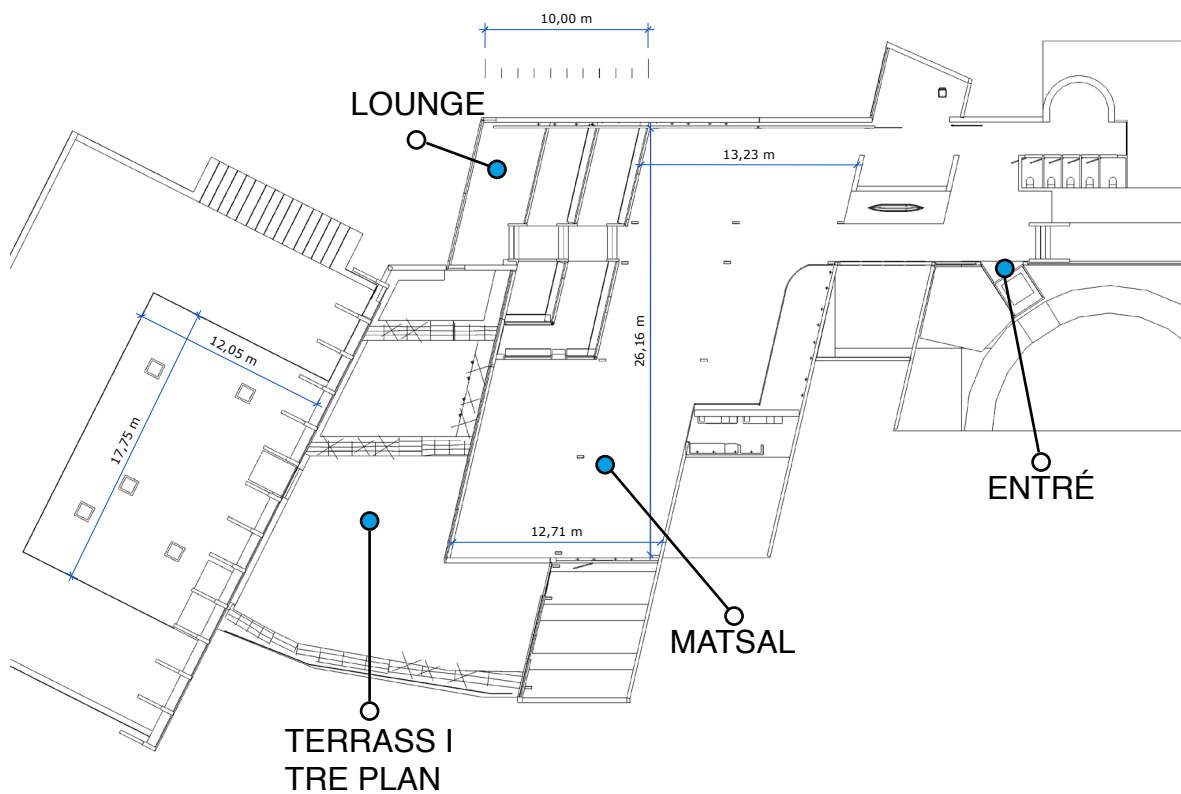 10,00 m
LOUNGE
13,23 m
12,05 m
26,16 m
17,75 m
ENTRÉ
12,71 m
MATSAL
TERRASS I
TRE PLAN